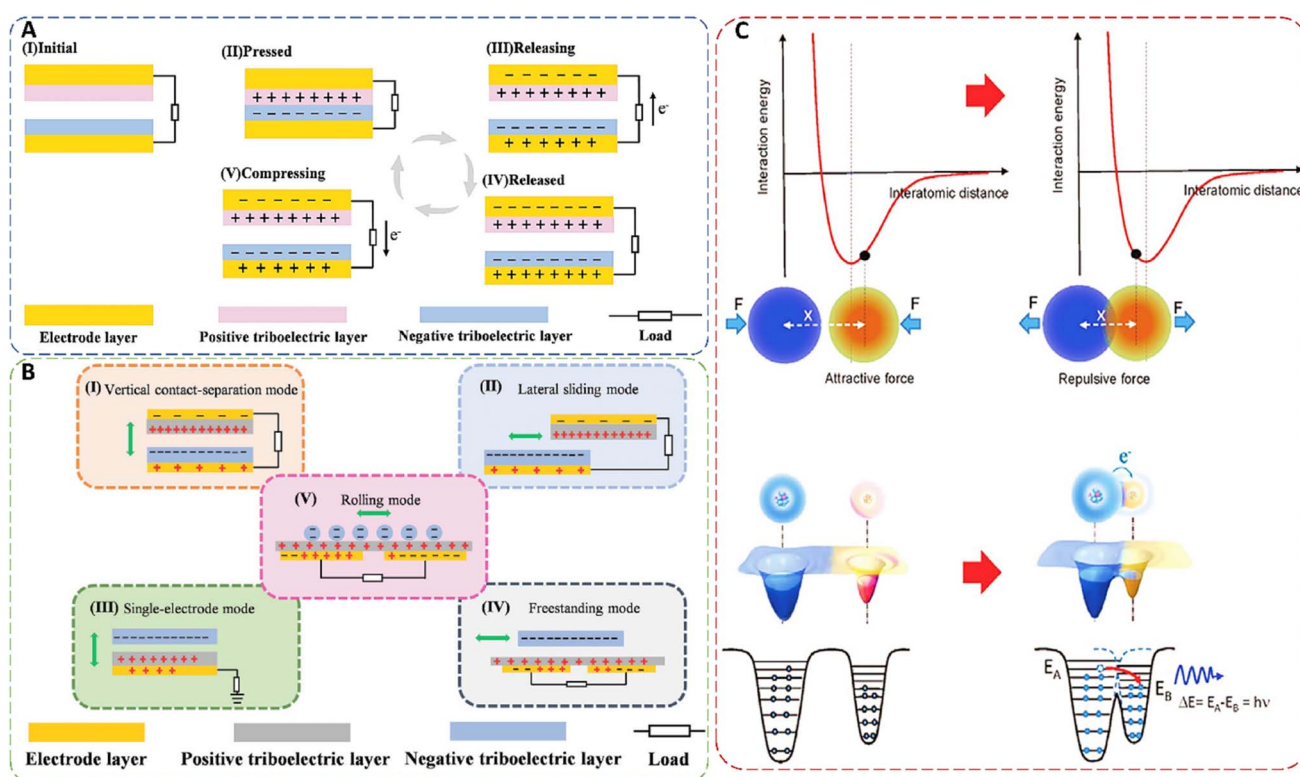 A
(I)Initial
(II)Pressed
+ + + + + + + +
- - - - - - - -
(III)Releasing
- - - - - - -
+ + + + + + + +
- - - - - - -
+ + + + + +
e-
(V)Compressing
- - - - - - -
+ + + + + + + +
- - - - - - -
+ + + + + +
e-
(IV)Released
- - - - - - - -
+ + + + + + + +
- - - - - - - -
+ + + + + + + +
Electrode layer
Positive triboelectric layer
Negative triboelectric layer
Load
B
(I) Vertical contact-separation mode
(II) Lateral sliding mode
(V) Rolling mode
(III) Single-electrode mode
(IV) Freestanding mode
Electrode layer
Positive triboelectric layer
Negative triboelectric layer
Load
C
Interaction energy
Interatomic distance
F
X
F
Attractive force
Interaction energy
Interatomic distance
F
X
F
Repulsive force
e-
EA
EB
ΔE= EA-EB = hν